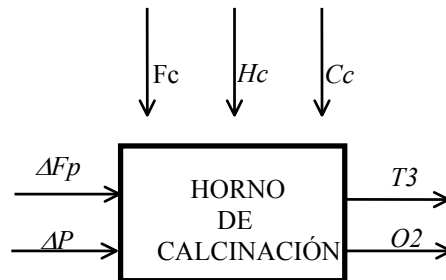 Fc Hc Cc
ΔFp
T3
HORNO
DE
CALCINACIÓN
ΔP
O2